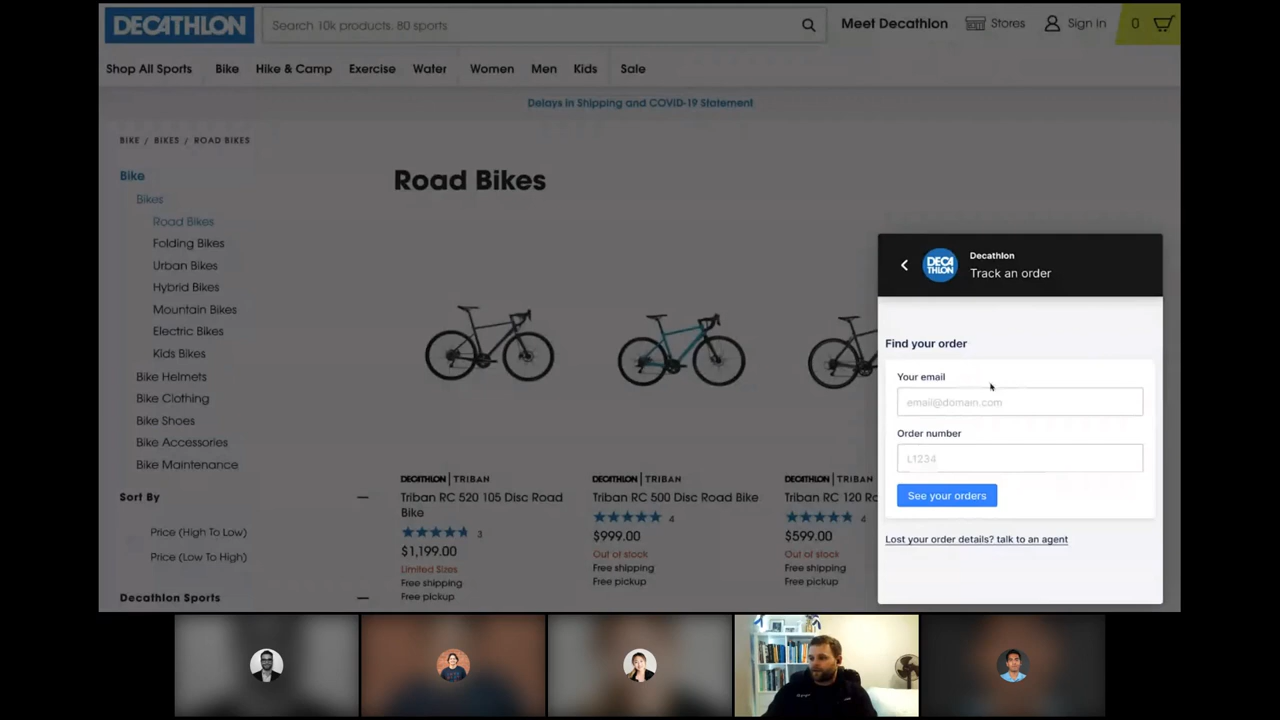 DECATHLON
Search 10k products. 80 sports
Meet Decathlon
Stores
Sign in
0
Shop All Sports
Bike
Hike & Camp
Exercise
Water
Women
Men
Kids
Sale
Delays in Shipping and COVID-19 Statement
BIKE / BIKES / ROAD BIKES
Bike
Bikes
Road Bikes
Folding Bikes
Urban Bikes
Hybrid Bikes
Mountain Bikes
Electric Bikes
Kids Bikes
Bike Helmets
Bike Clothing
Bike Shoes
Bike Accessories
Bike Maintenance
Sort By
Price (High To Low)
Price (Low To High)
Decathlon Sports
Road Bikes
DECATHLON | TRIBAN
Triban RC 520 105 Disc Road
Bike
3
$1,199.00
Limited Sizes
Free shipping
Free pickup
DECATHLON | TRIBAN
Triban RC 500 Disc Road Bike
4
$999.00
Out of stock
Free shipping
Free pickup
DECATHLON | TRIBAN
Triban RC 120 Ro
4
$599.00
Out of stock
Free shipping
Free pickup
DECATHLON
Decathlon
Track an order
Find your order
Your email
email@domain.com
Order number
L1234
See your orders
Lost your order details? talk to an agent